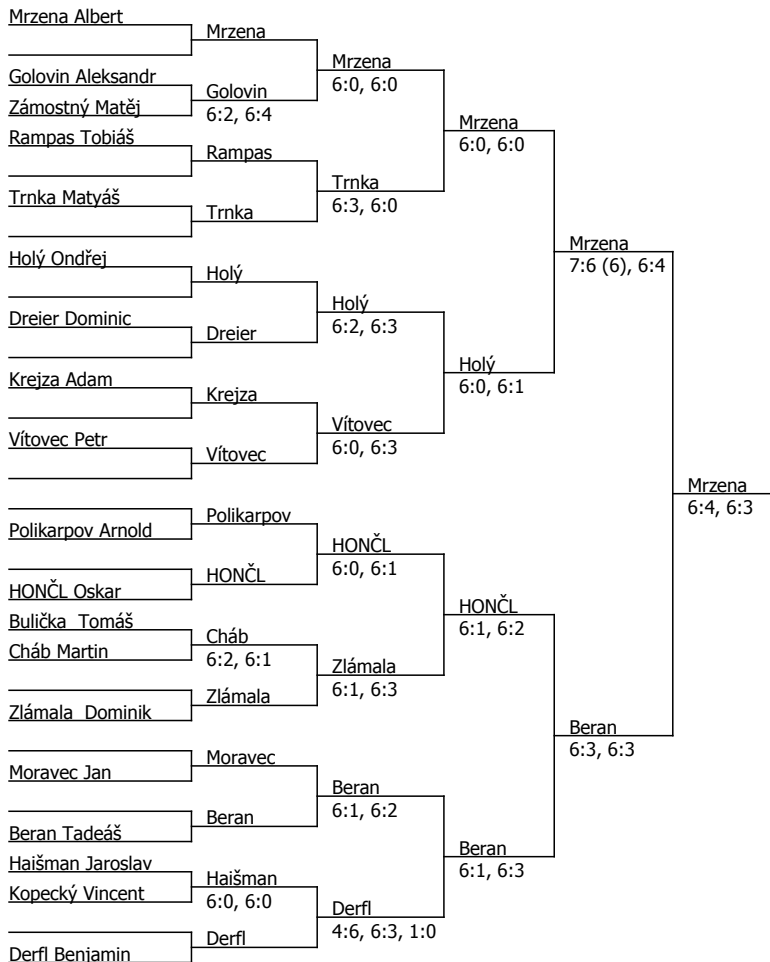 Mrzena Albert
Mrzena
Mrzena
6:0, 6:0
Golovin Aleksandr
Golovin
6:2, 6:4
Zámostný Matěj
Mrzena
6:0, 6:0
Rampas Tobiáš
Rampas
Trnka
6:3, 6:0
Trnka Matyáš
Trnka
Mrzena
7:6 (6), 6:4
Holý Ondřej
Holý
Holý
6:2, 6:3
Dreier Dominic
Dreier
Holý
6:0, 6:1
Krejza Adam
Krejza
Vítovec
6:0, 6:3
Vítovec Petr
Vítovec
Mrzena
6:4, 6:3
Polikarpov
Polikarpov Arnold
HONČL
6:0, 6:1
HONČL
HONČL Oskar
HONČL
6:1, 6:2
Bulička  Tomáš
Cháb
6:2, 6:1
Cháb Martin
Zlámala
6:1, 6:3
Zlámala
Zlámala  Dominik
Beran
6:3, 6:3
Moravec
Moravec Jan
Beran
6:1, 6:2
Beran
Beran Tadeáš
Beran
6:1, 6:3
Haišman Jaroslav
Haišman
6:0, 6:0
Kopecký Vincent
Derfl
4:6, 6:3, 1:0
Derfl
Derfl Benjamin